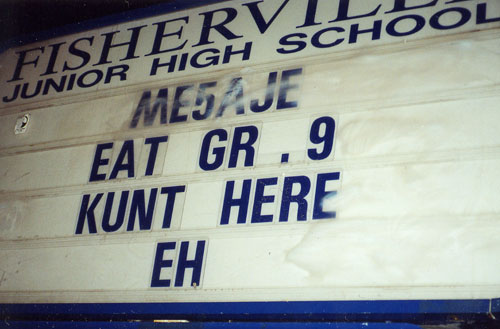 FISHERVILLE
JUNIOR HIGH SCHOOL
ME5AJE
EAT GR . 9
KUNT HERE
EH